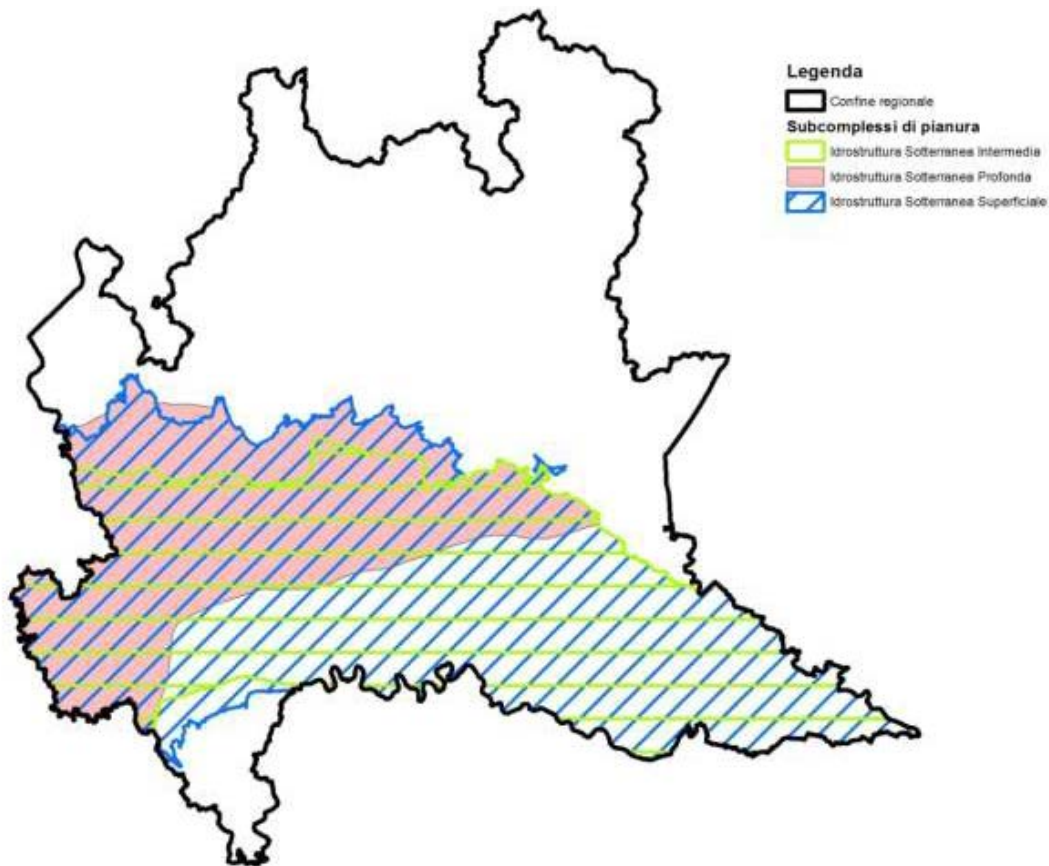 Legenda
Confine regionale
Subcomplessi di pianura
Idrostruttura Sotterranea Intermedia
Idrostruttura Sotterranea Profonda
Idrostruttura Sotterranea Superficiale